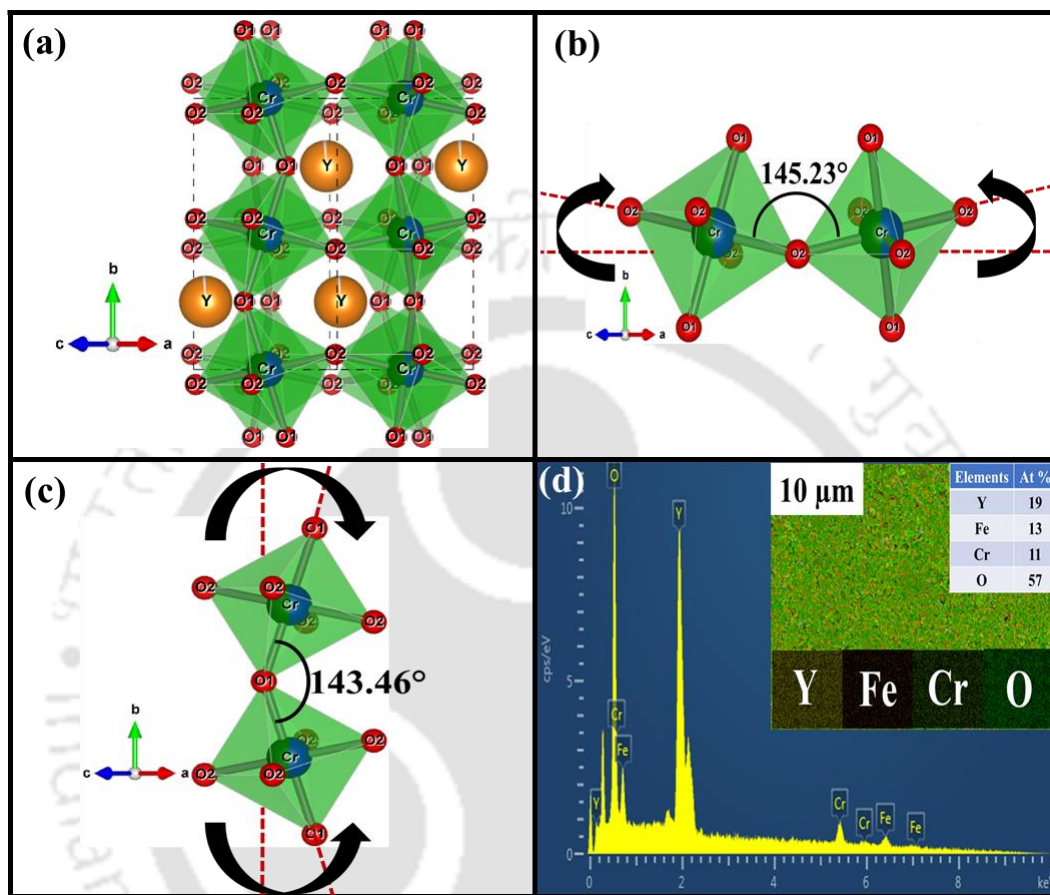 (a)
O1 O1 O1 O1
O2 O2 O2 O2
Cr Cr
O2 O2 O2 O2
Y Y
O1 O1 O1 O1
O2 O2 O2 O2
Cr Cr
O2 O2 O2 O2
Y Y
O1 O1 O1 O1
O2 O2 O2 O2
Cr Cr
O2 O2 O2 O2
O1 O1 O1 O1
b
c a
(b)
145.23°
O1 O1
O2 O2 O2 O2
Cr Cr
O2 O2 O2
O1 O1
b
c a
(c)
O1
O2 O2
Cr
O2 O2
O1
143.46°
O2 O2
Cr
O2 O2
O1
b
c a
(d)
10 µm
Elements At %
Y 19
Fe 13
Cr 11
O 57
Y Fe Cr O
cps/eV
10
5
0
O
Y
Cr
Fe
Y
Cr Cr Fe Fe
0 2 4 6 8 keV